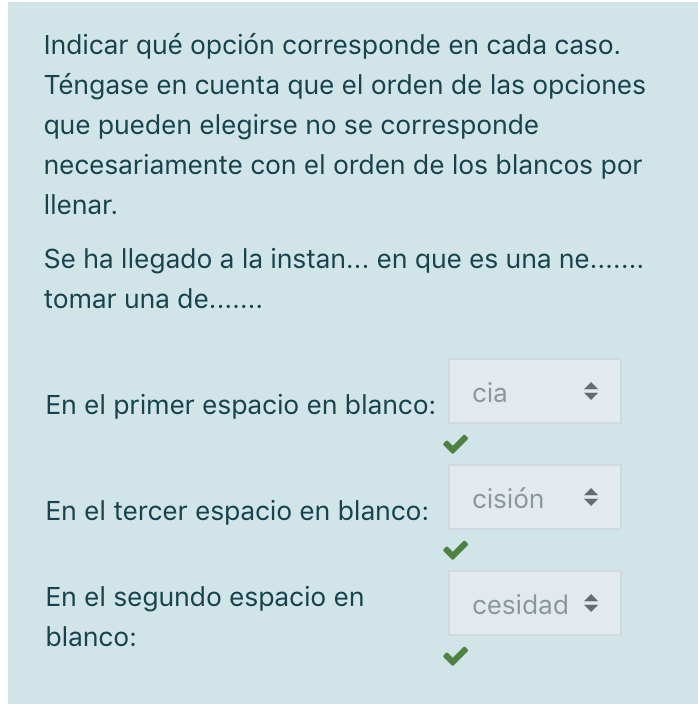 Indicar qué opción corresponde en cada caso.
Téngase en cuenta que el orden de las opciones
que pueden elegirse no se corresponde
necesariamente con el orden de los blancos por
llenar.
Se ha llegado a la instan... en que es una ne.......
tomar una de.......
En el primer espacio en blanco: cia
En el tercer espacio en blanco: cisión
En el segundo espacio en
blanco: cesidad